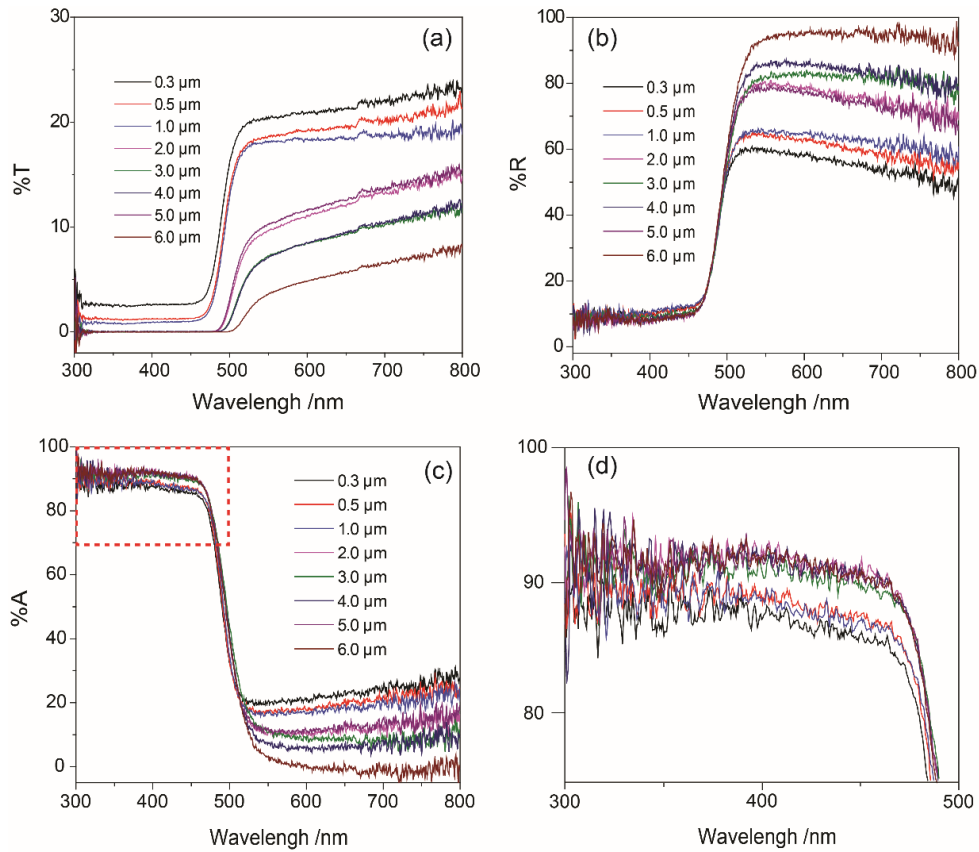 30
20
10
0
%T
(a)
0.3 µm
0.5 µm
1.0 µm
2.0 µm
3.0 µm
4.0 µm
5.0 µm
6.0 µm
300 400 500 600 700 800
Wavelengh /nm
100
80
60
40
20
0
%R
(b)
0.3 µm
0.5 µm
1.0 µm
2.0 µm
3.0 µm
4.0 µm
5.0 µm
6.0 µm
300 400 500 600 700 800
Wavelengh /nm
100
80
60
40
20
0
%A
(c)
0.3 µm
0.5 µm
1.0 µm
2.0 µm
3.0 µm
4.0 µm
5.0 µm
6.0 µm
300 400 500 600 700 800
Wavelengh /nm
100
90
80
(d)
300 400 500
Wavelengh /nm